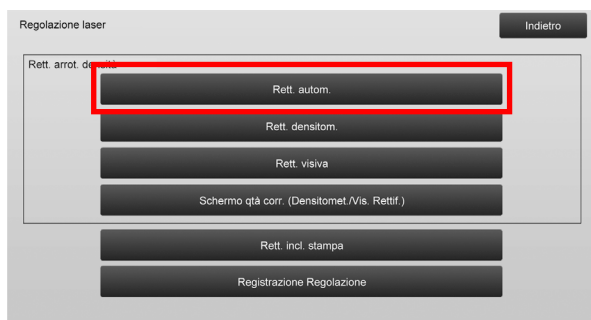 Regolazione laser
Indietro
Rett. arrot. densità
Rett. autom.
Rett. densitom.
Rett. visiva
Schermo qtà corr. (Densitomet./Vis. Rettif.)
Rett. incl. stampa
Registrazione Regolazione